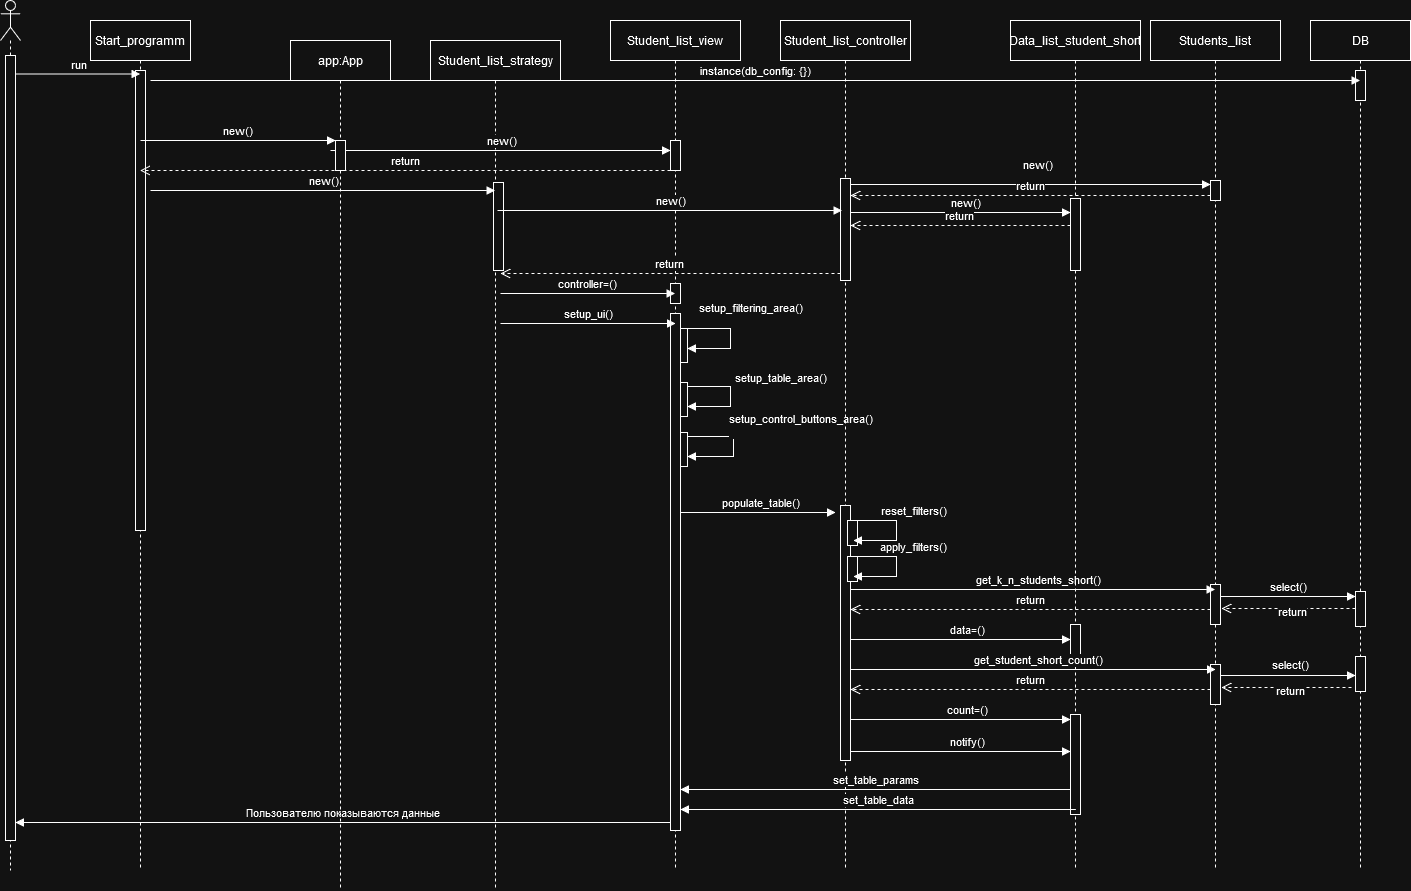 Start_programm
app:App
Student_list_strategy
Student_list_view
Student_list_controller
Data_list_student_short
Students_list
DB
run
instance(db_config: {})
new()
new()
return
new()
new()
return
new()
new()
return
return
controller=()
setup_ui()
setup_filtering_area()
setup_table_area()
setup_control_buttons_area()
populate_table()
reset_filters()
apply_filters()
get_k_n_students_short()
select()
return
return
data=()
get_student_short_count()
select()
return
return
count=()
notify()
set_table_params
set_table_data
Пользователю показываются данные